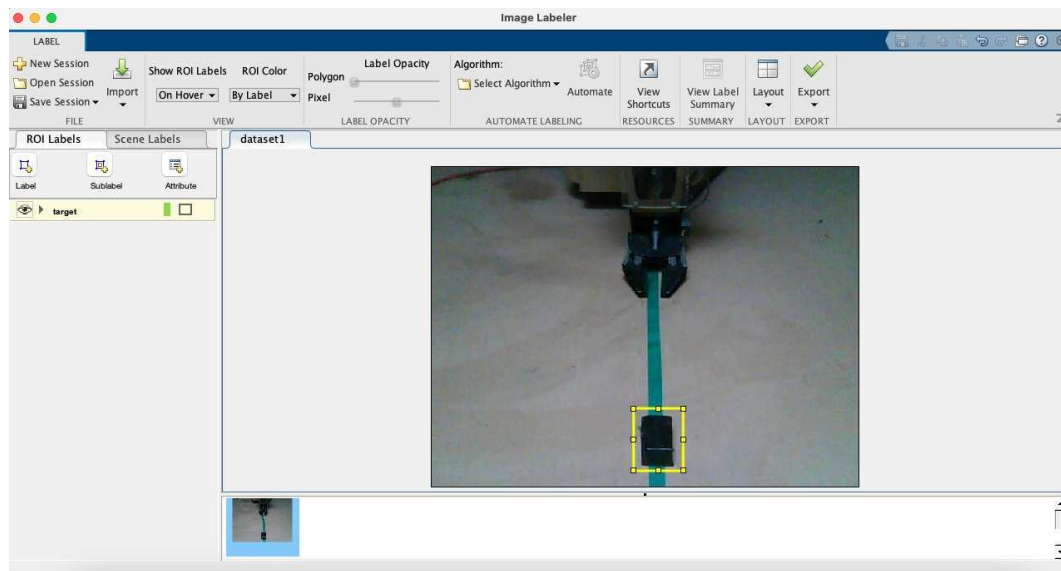 Image Labeler
LABEL
New Session
Open Session
Save Session
Import
FILE
Show ROI Labels
ROI Color
On Hover
By Label
VIEW
Label Opacity
Polygon
Pixel
LABEL OPACITY
Algorithm:
Select Algorithm
Automate
AUTOMATE LABELING
View
Shortcuts
RESOURCES
View Label
Summary
SUMMARY
Layout
LAYOUT
Export
EXPORT
ROI Labels
Scene Labels
dataset1
Label
Sublabel
Attribute
target